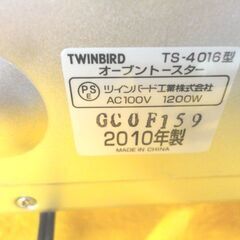 TWINBIRD TS-4016型
オーブントースター
PS E ツインバード工業株式会社
AC100V 1200W
GC0F159
2010年製
MADE IN CHINA